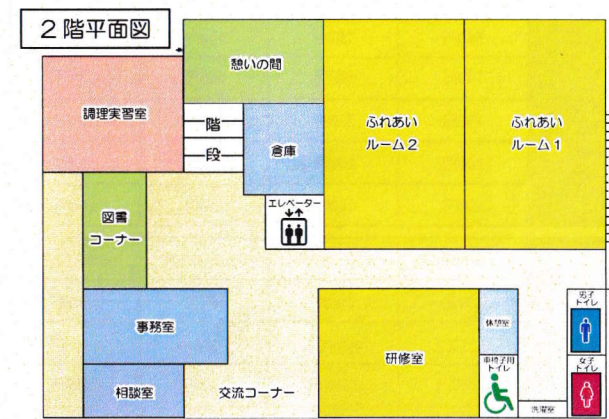 2階平面図
憩いの間
調理実習室
階
段
倉庫
ふれあい
ルーム2
ふれあい
ルーム1
エレベーター
図書
コーナー
事務室
相談室
交流コーナー
研修室
休憩室
車椅子用
トイレ
洗濯室
男子
トイレ
女子
トイレ